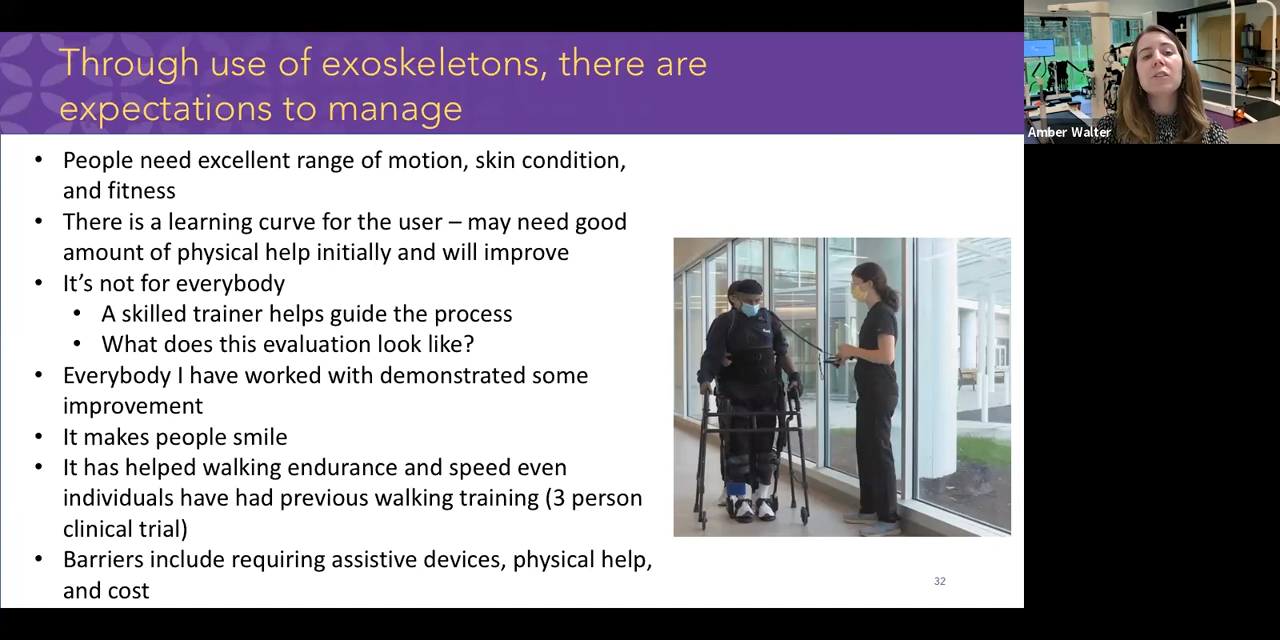 Through use of exoskeletons, there are
expectations to manage
• People need excellent range of motion, skin condition,
and fitness
• There is a learning curve for the user – may need good
amount of physical help initially and will improve
• It’s not for everybody
• A skilled trainer helps guide the process
• What does this evaluation look like?
• Everybody I have worked with demonstrated some
improvement
• It makes people smile
• It has helped walking endurance and speed even
individuals have had previous walking training (3 person
clinical trial)
• Barriers include requiring assistive devices, physical help,
and cost
32
Amber Walter